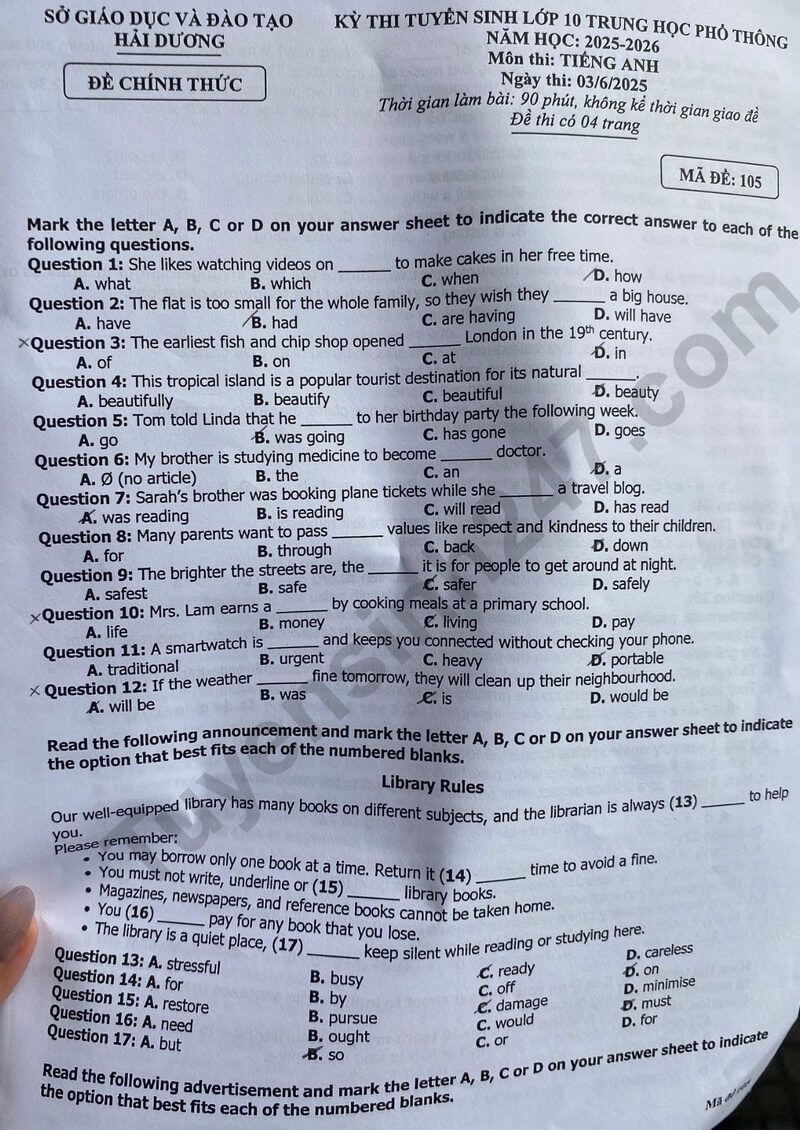 SỞ GIÁO DỤC VÀ ĐÀO TẠO
HẢI DƯƠNG
ĐỀ CHÍNH THỨC
KỲ THI TUYỂN SINH LỚP 10 TRUNG HỌC PHỔ THÔNG
NĂM HỌC: 2025-2026
Môn thi: TIẾNG ANH
Ngày thi: 03/6/2025
Thời gian làm bài: 90 phút, không kể thời gian giao đề
Đề thi có 04 trang
MÃ ĐỀ: 105
Mark the letter A, B, C or D on your answer sheet to indicate the correct answer to each of the
following questions.
Question 1: She likes watching videos on ______ to make cakes in her free time.
A. what B. which C. when D. how
Question 2: The flat is too small for the whole family, so they wish they ______ a big house.
A. have B. had C. are having D. will have
Question 3: The earliest fish and chip shop opened ______ London in the 19th century.
A. of B. on C. at D. in
Question 4: This tropical island is a popular tourist destination for its natural ______.
A. beautifully B. beautify C. beautiful D. beauty
Question 5: Tom told Linda that he ______ to her birthday party the following week.
A. go B. was going C. has gone D. goes
Question 6: My brother is studying medicine to become ______ doctor.
A. Ø (no article) B. the C. an D. a
Question 7: Sarah's brother was booking plane tickets while she ______ a travel blog.
A. was reading B. is reading C. will read D. has read
Question 8: Many parents want to pass ______ values like respect and kindness to their children.
A. for B. through C. back D. down
Question 9: The brighter the streets are, the ______ it is for people to get around at night.
A. safest B. safe C. safer D. safely
Question 10: Mrs. Lam earns a ______ by cooking meals at a primary school.
A. life B. money C. living D. pay
Question 11: A smartwatch is ______ and keeps you connected without checking your phone.
A. traditional B. urgent C. heavy D. portable
Question 12: If the weather ______ fine tomorrow, they will clean up their neighbourhood.
A. will be B. was C. is D. would be
Read the following announcement and mark the letter A, B, C or D on your answer sheet to indicate
the option that best fits each of the numbered blanks.
Library Rules
Our well-equipped library has many books on different subjects, and the librarian is always (13) ______ to help
you.
Please remember:
• You may borrow only one book at a time. Return it (14) ______ time to avoid a fine.
• You must not write, underline or (15) ______ library books.
• Magazines, newspapers, and reference books cannot be taken home.
• You (16) ______ pay for any book that you lose.
• The library is a quiet place, (17) ______ keep silent while reading or studying here.
Question 13: A. stressful B. busy C. ready D. careless
Question 14: A. for B. by C. off D. on
Question 15: A. restore B. pursue C. damage D. minimise
Question 16: A. need B. ought C. would D. must
Question 17: A. but B. so C. or D. for
Read the following advertisement and mark the letter A, B, C or D on your answer sheet to indicate
the option that best fits each of the numbered blanks.
Tuyensinh247.com